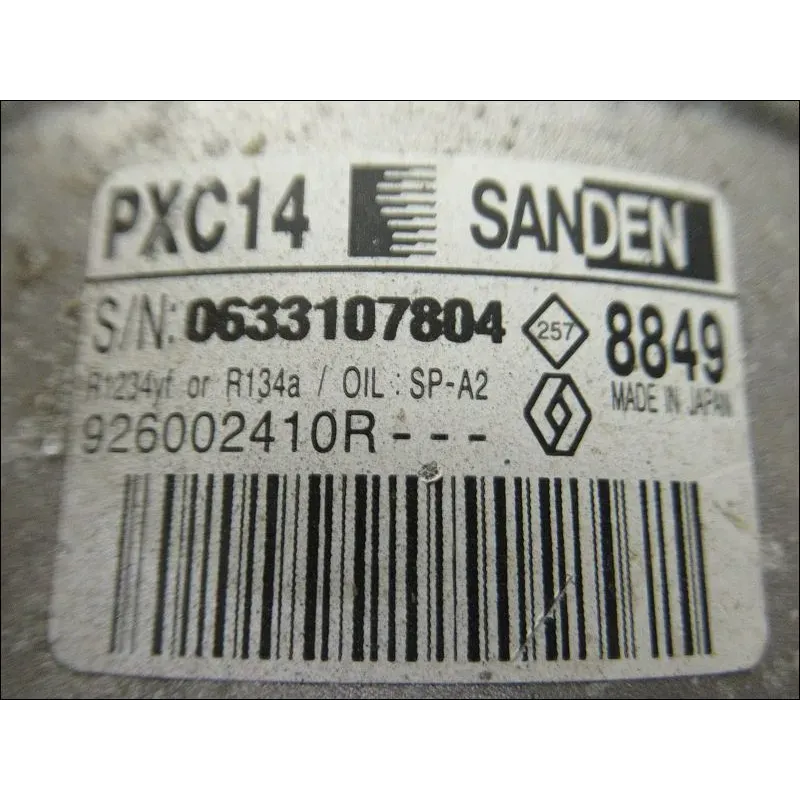 PXC14 SANDEN
S/N: 0633107804 257 8849
R1234yf or R134a / OIL : SP-A2 MADE IN JAPAN
926002410R - - -